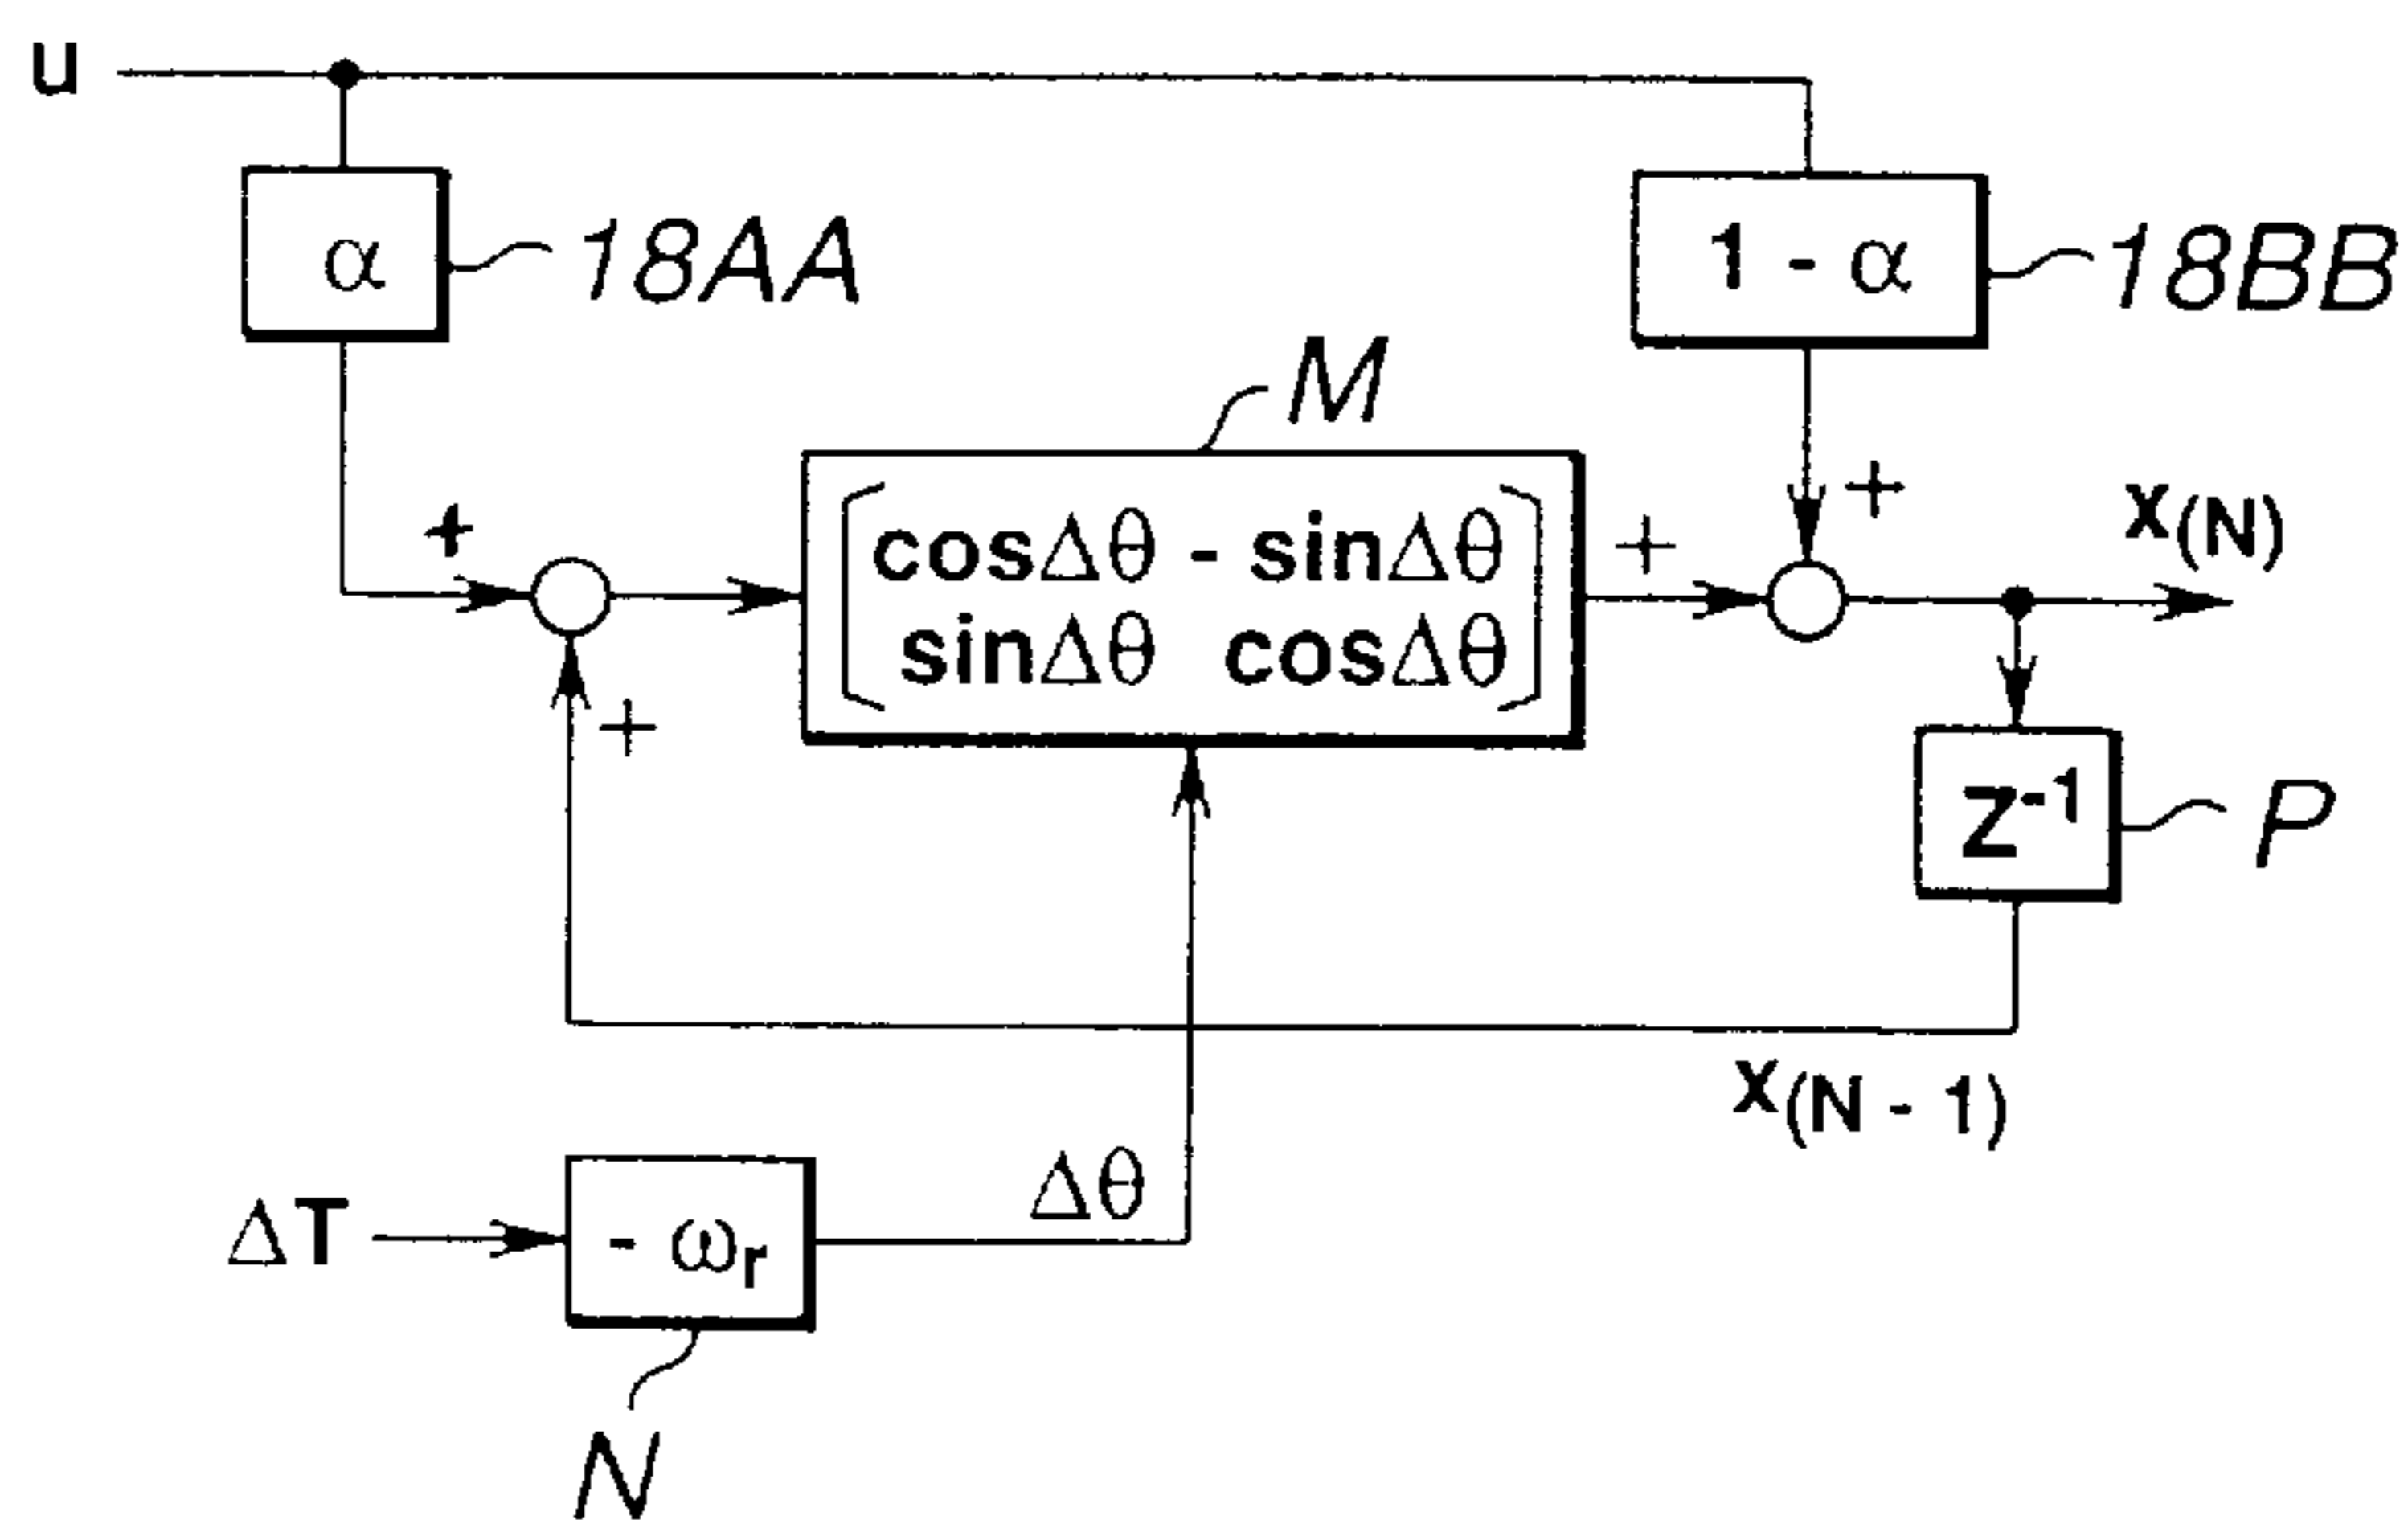 u
α
18AA
1 - α
18BB
M
+
+
+
+
cosΔθ - sinΔθ
sinΔθ cosΔθ
x(N)
z-1
P
x(N - 1)
ΔT
- ωr
Δθ
N